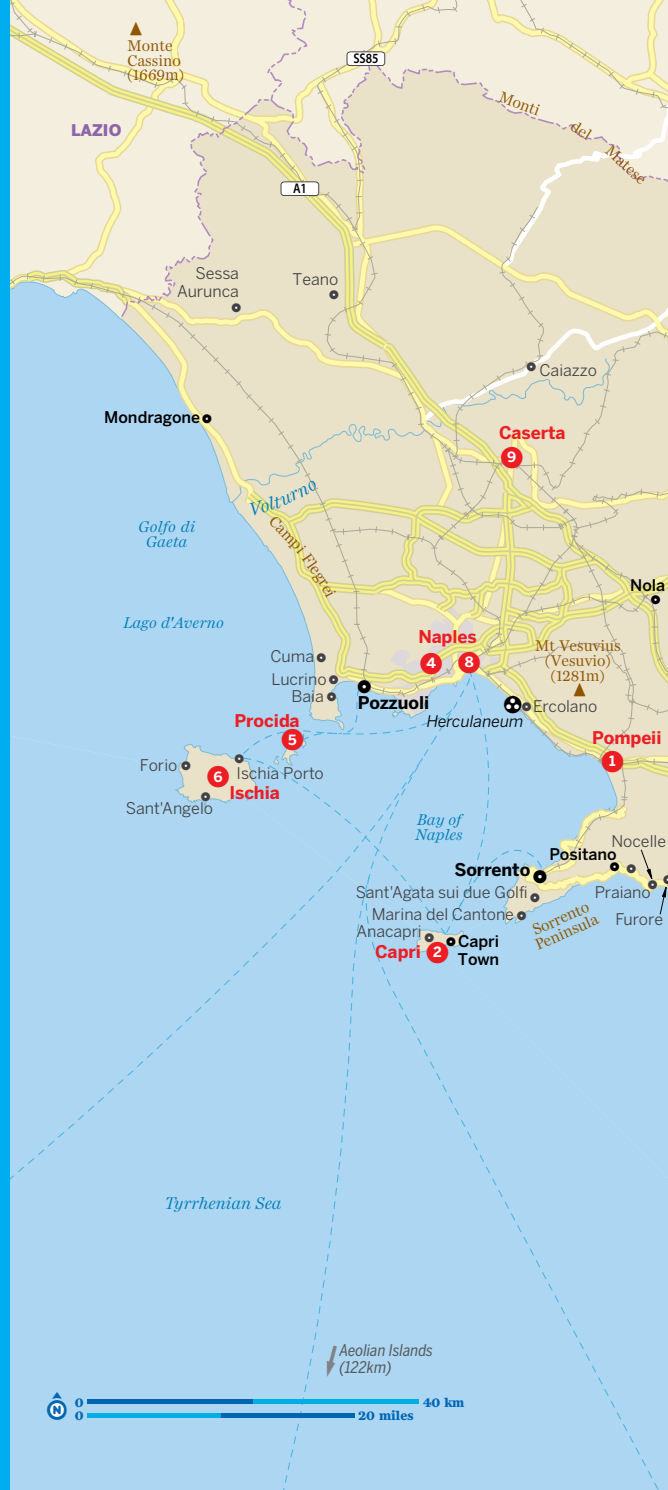 Monte
Cassino
(1669m)
SS85
LAZIO
Monti
del
Matese
A1
Sessa
Aurunca
Teano
Caiazzo
Mondragone
Caserta
9
Volturno
Golfo di
Gaeta
Campi Flegrei
Nola
Lago d'Averno
Naples
4
8
Mt Vesuvius
(Vesuvio)
(1281m)
Cuma
Lucrino
Baia
Pozzuoli
Herculaneum
Ercolano
Procida
5
Pompeii
1
Forio
Ischia Porto
6
Ischia
Sant'Angelo
Bay of
Naples
Nocelle
Positano
Sorrento
Sant'Agata sui due Golfi
Praiano
Marina del Cantone
Furore
Sorrento
Peninsula
Anacapri
Capri
2
Capri
Town
Tyrrhenian Sea
Aeolian Islands
(122km)
N
0
40 km
0
20 miles